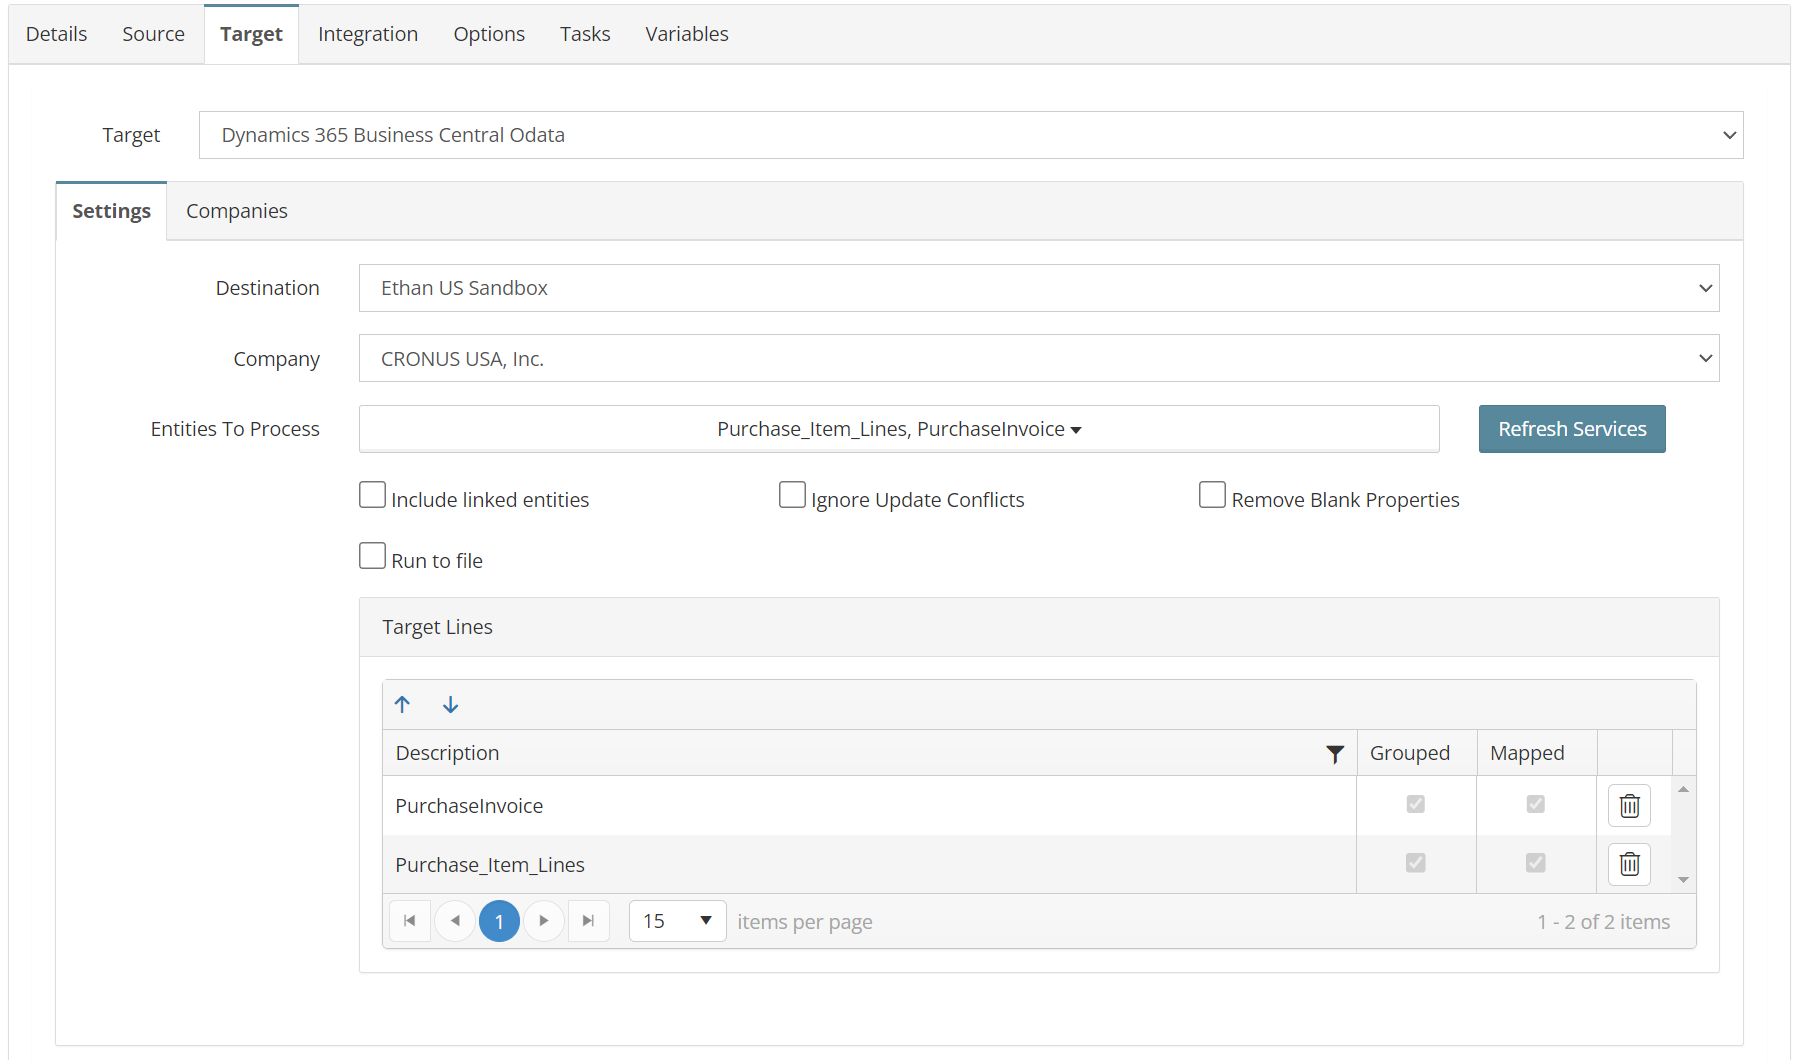 Details Source Target Integration Options Tasks Variables
Target Dynamics 365 Business Central Odata
Settings Companies
Destination Ethan US Sandbox
Company CRONUS USA, Inc.
Entities To Process Purchase_Item_Lines, PurchaseInvoice Refresh Services
Include linked entities Ignore Update Conflicts Remove Blank Properties
Run to file
Target Lines
Description Grouped Mapped
PurchaseInvoice
Purchase_Item_Lines
1 15 items per page 1 - 2 of 2 items